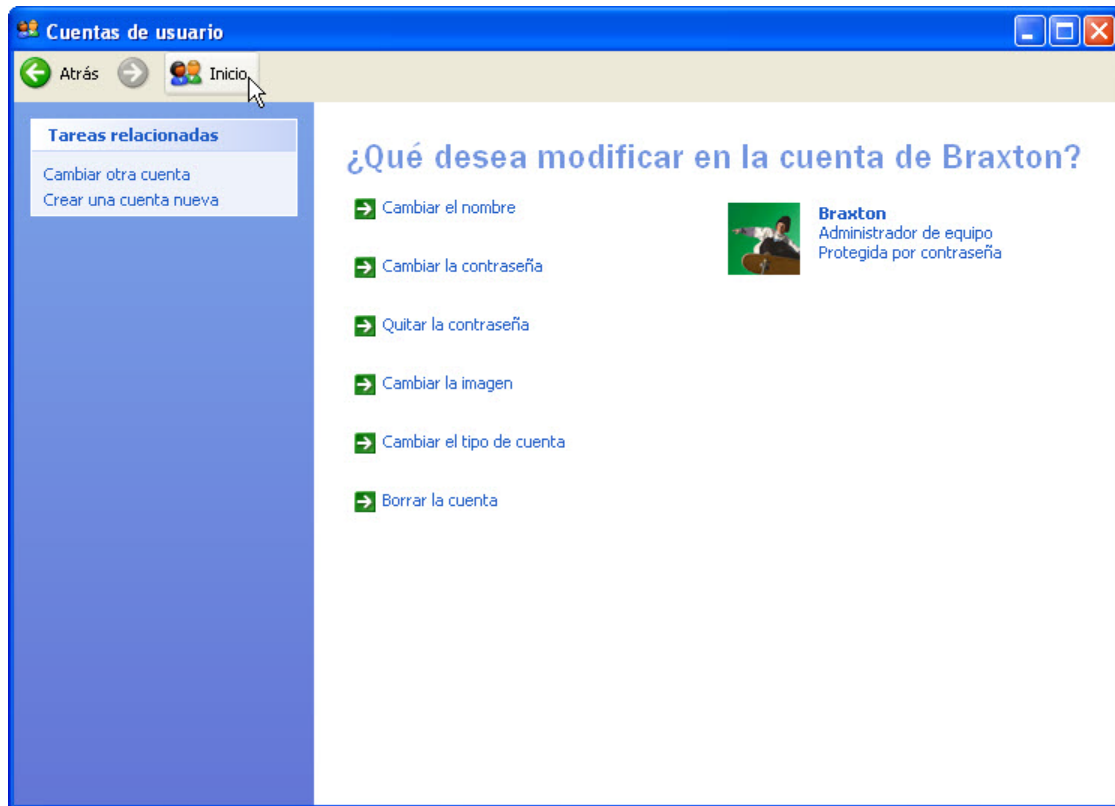 Cuentas de usuario
Atrás
Inicio
Tareas relacionadas
Cambiar otra cuenta
Crear una cuenta nueva
¿Qué desea modificar en la cuenta de Braxton?
Cambiar el nombre
Cambiar la contraseña
Quitar la contraseña
Cambiar la imagen
Cambiar el tipo de cuenta
Borrar la cuenta
Braxton
Administrador de equipo
Protegida por contraseña